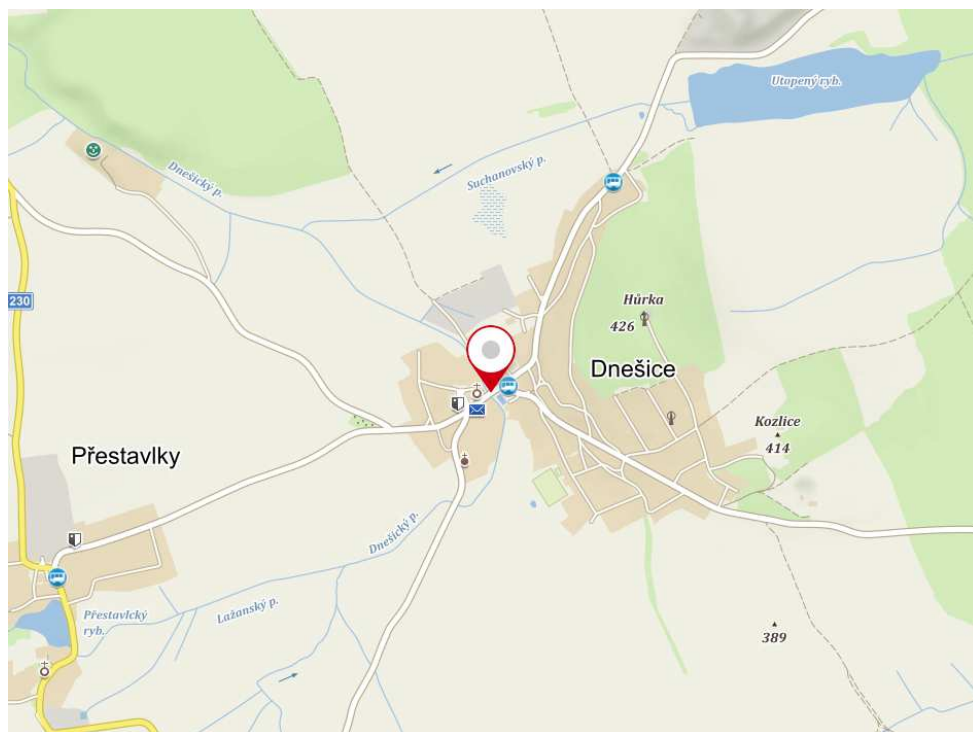 Utopený ryb.
Dnešický p.
Suchanovský p.
230
Hůrka
426
Dnešice
Kozlice
414
Přestavlky
Dnešický p.
Přestavlcký
ryb.
Lažanský p.
389